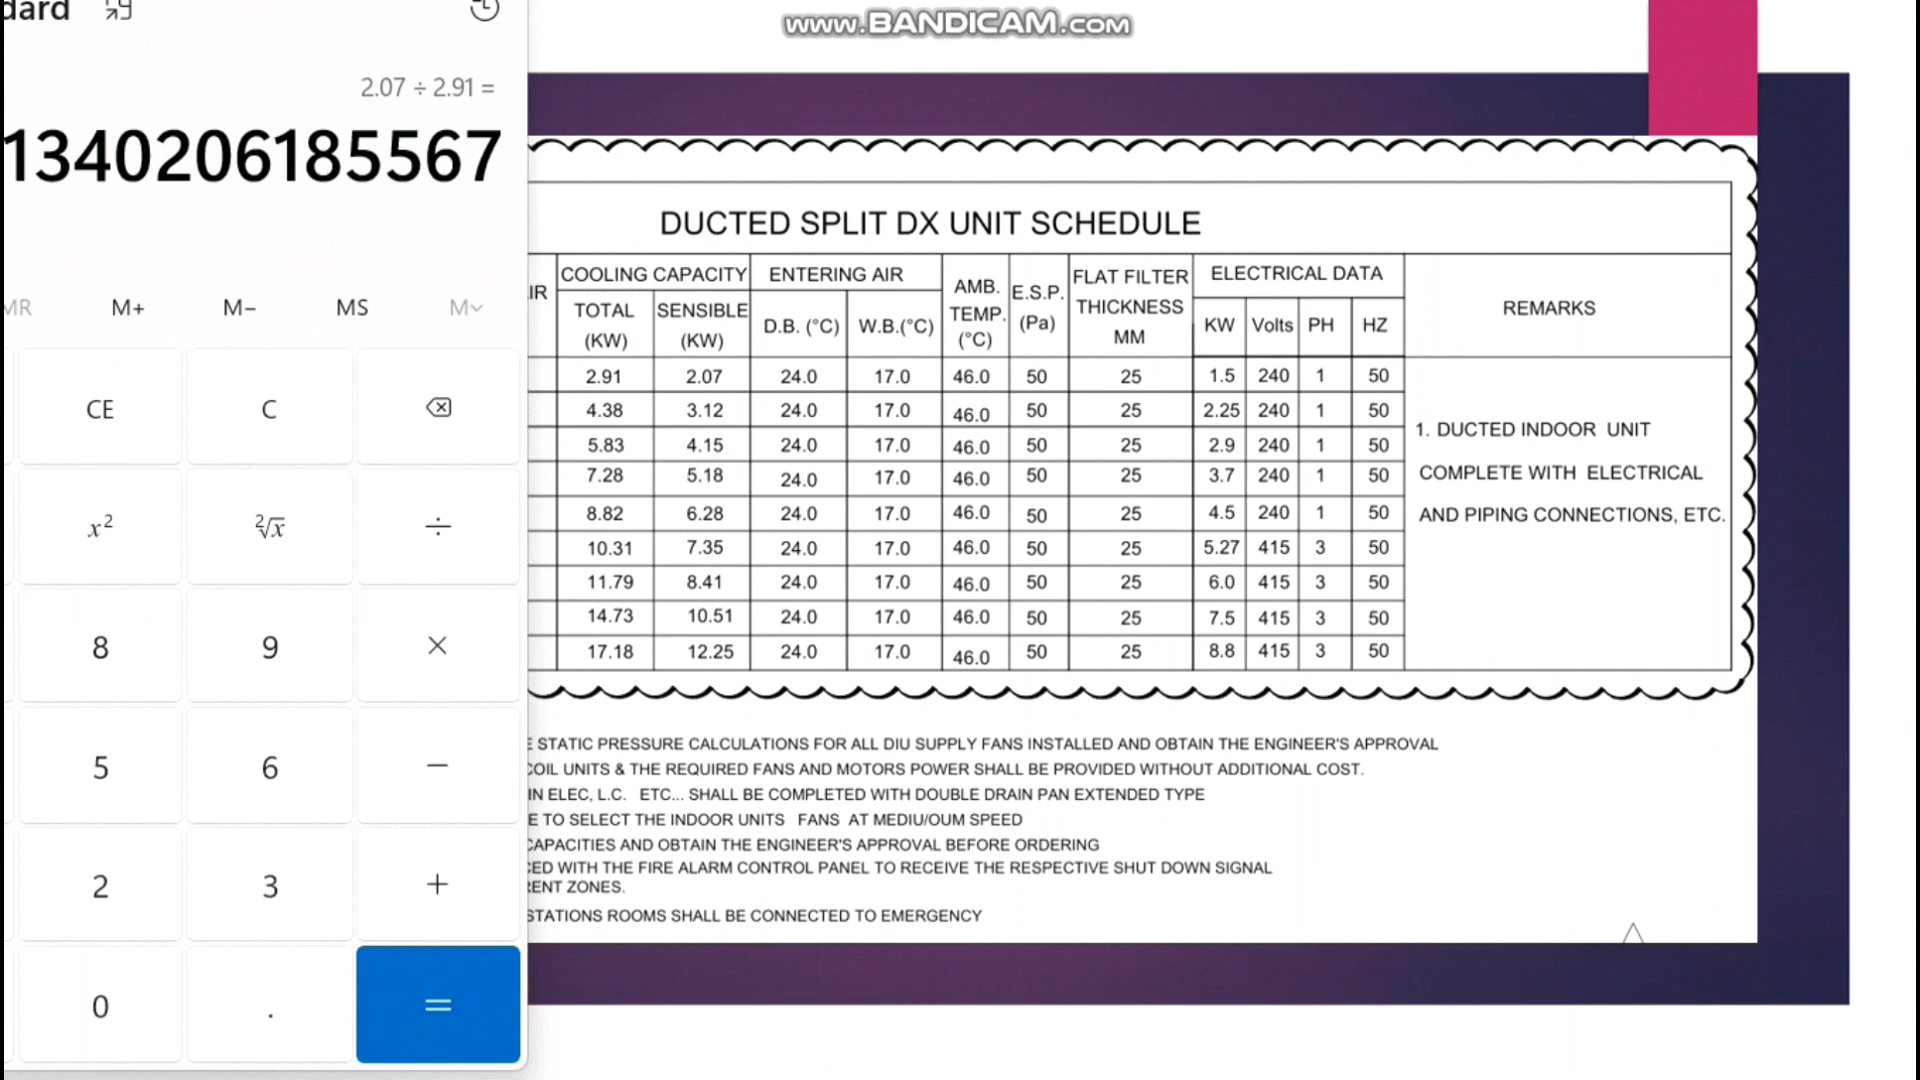 www.BANDICAM.com
dard
2.07 ÷ 2.91 =
1340206185567
MR M+ M− MS M
CE C
x² ²√x ÷
8 9 ×
5 6 −
2 3 +
0 . =
DUCTED SPLIT DX UNIT SCHEDULE
IR COOLING CAPACITY ENTERING AIR AMB. TEMP. (°C) E.S.P. (Pa) FLAT FILTER THICKNESS MM ELECTRICAL DATA REMARKS
TOTAL (KW) SENSIBLE (KW) D.B. (°C) W.B.(°C) KW Volts PH HZ
2.91 2.07 24.0 17.0 46.0 50 25 1.5 240 1 50
4.38 3.12 24.0 17.0 46.0 50 25 2.25 240 1 50
5.83 4.15 24.0 17.0 46.0 50 25 2.9 240 1 50
7.28 5.18 24.0 17.0 46.0 50 25 3.7 240 1 50
8.82 6.28 24.0 17.0 46.0 50 25 4.5 240 1 50
10.31 7.35 24.0 17.0 46.0 50 25 5.27 415 3 50
11.79 8.41 24.0 17.0 46.0 50 25 6.0 415 3 50
14.73 10.51 24.0 17.0 46.0 50 25 7.5 415 3 50
17.18 12.25 24.0 17.0 46.0 50 25 8.8 415 3 50
1. DUCTED INDOOR UNIT
COMPLETE WITH ELECTRICAL
AND PIPING CONNECTIONS, ETC.
E STATIC PRESSURE CALCULATIONS FOR ALL DIU SUPPLY FANS INSTALLED AND OBTAIN THE ENGINEER'S APPROVAL
COIL UNITS & THE REQUIRED FANS AND MOTORS POWER SHALL BE PROVIDED WITHOUT ADDITIONAL COST.
IN ELEC, L.C. ETC... SHALL BE COMPLETED WITH DOUBLE DRAIN PAN EXTENDED TYPE
E TO SELECT THE INDOOR UNITS FANS AT MEDIU/OUM SPEED
CAPACITIES AND OBTAIN THE ENGINEER'S APPROVAL BEFORE ORDERING
CED WITH THE FIRE ALARM CONTROL PANEL TO RECEIVE THE RESPECTIVE SHUT DOWN SIGNAL
RENT ZONES.
STATIONS ROOMS SHALL BE CONNECTED TO EMERGENCY